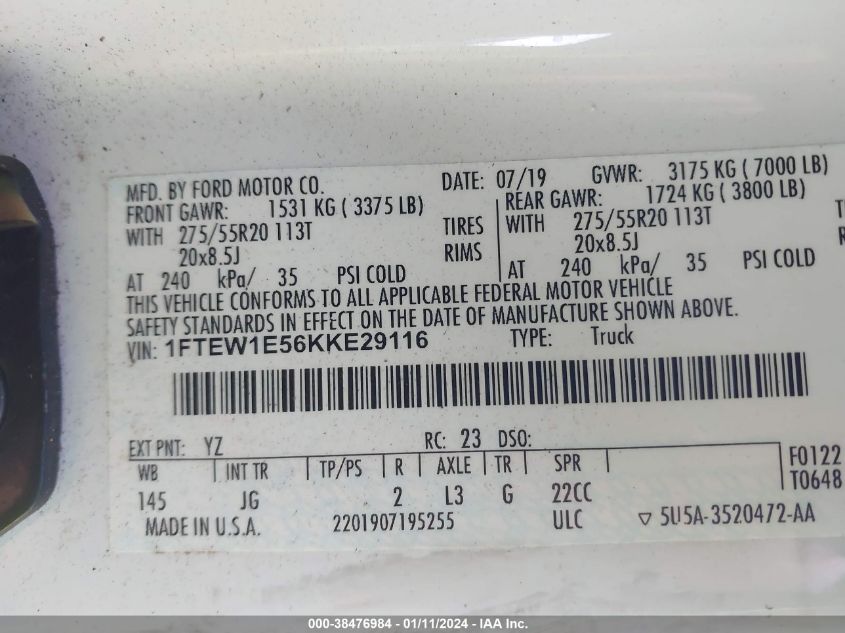 MFD. BY FORD MOTOR CO. DATE: 07/19 GVWR: 3175 KG ( 7000 LB)
FRONT GAWR: 1531 KG ( 3375 LB) REAR GAWR: 1724 KG ( 3800 LB)
WITH 275/55R20 113T TIRES WITH 275/55R20 113T
20x8.5J RIMS 20x8.5J
AT 240 kPa/ 35 PSI COLD AT 240 kPa/ 35 PSI COLD
THIS VEHICLE CONFORMS TO ALL APPLICABLE FEDERAL MOTOR VEHICLE
SAFETY STANDARDS IN EFFECT ON THE DATE OF MANUFACTURE SHOWN ABOVE.
VIN: 1FTEW1E56KKE29116 TYPE: Truck
EXT PNT: YZ RC: 23 DSO:
WB INT TR TP/PS R AXLE TR SPR F0122
145 JG 2 L3 G 22CC T0648
MADE IN U.S.A. 2201907195255 ULC ▽ 5U5A-3520472-AA
000-38476984 - 01/11/2024 - IAA Inc.